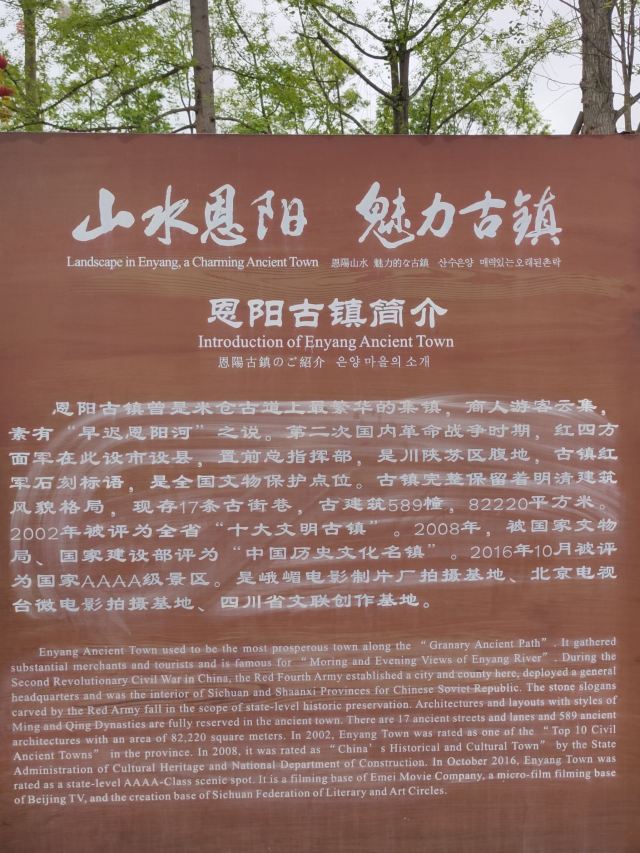 山水恩阳 魅力古镇
Landscape in Enyang, a Charming Ancient Town 恩陽山水 魅力的な古鎮 산수은양 매력있는오래된촌락
恩阳古镇简介
Introduction of Enyang Ancient Town
恩陽古鎮のご紹介 은양 마을의 소개
恩阳古镇曾是米仓古道上最繁华的集镇，商人游客云集，
素有“早迟恩阳河”之说。第二次国内革命战争时期，红四方
面军在此设市设县，置前总指挥部，是川陕苏区腹地，古镇红
军石刻标语，是全国文物保护点位。古镇完整保留着明清建筑
风貌格局，现存17条古街巷，古建筑589幢，82220平方米。
2002年被评为全省“十大文明古镇”。2008年，被国家文物
局、国家建设部评为“中国历史文化名镇”。2016年10月被评
为国家AAAA级景区。是峨嵋电影制片厂拍摄基地、北京电视
台微电影拍摄基地、四川省文联创作基地。
Enyang Ancient Town used to be the most prosperous town along the “Granary Ancient Path”. It gathered
substantial merchants and tourists and is famous for “Moring and Evening Views of Enyang River”. During the
Second Revolutionary Civil War in China, the Red Fourth Army established a city and county here, deployed a general
headquarters and was the interior of Sichuan and Shaanxi Provinces for Chinese Soviet Republic. The stone slogans
carved by the Red Army fall in the scope of state-level historic preservation. Architectures and layouts with styles of
Ming and Qing Dynasties are fully reserved in the ancient town. There are 17 ancient streets and lanes and 589 ancient
architectures with an area of 82,220 square meters. In 2002, Enyang Town was rated as one of the “Top 10 Civil
Ancient Towns” in the province. In 2008, it was rated as “China’s Historical and Cultural Town” by the State
Administration of Cultural Heritage and National Department of Construction. In October 2016, Enyang Town was
rated as a state-level AAAA-Class scenic spot. It is a filming base of Emei Movie Company, a micro-film filming base
of Beijing TV, and the creation base of Sichuan Federation of Literary and Art Circles.